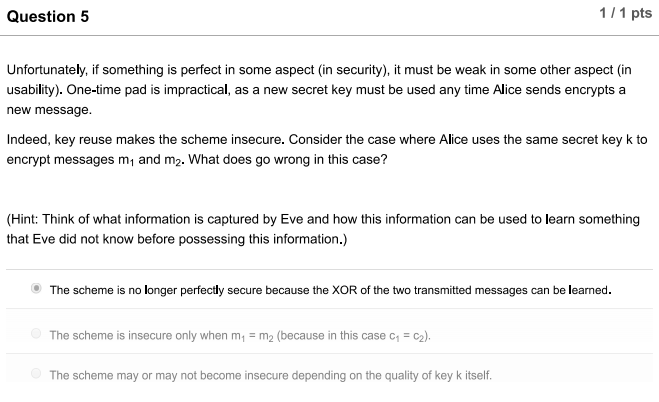 Question 5
1 / 1 pts
Unfortunately, if something is perfect in some aspect (in security), it must be weak in some other aspect (in
usability). One-time pad is impractical, as a new secret key must be used any time Alice sends encrypts a
new message.
Indeed, key reuse makes the scheme insecure. Consider the case where Alice uses the same secret key k to
encrypt messages m₁ and m₂. What does go wrong in this case?
(Hint: Think of what information is captured by Eve and how this information can be used to learn something
that Eve did not know before possessing this information.)
The scheme is no longer perfectly secure because the XOR of the two transmitted messages can be learned.
The scheme is insecure only when m₁ = m₂ (because in this case c₁ = c₂).
The scheme may or may not become insecure depending on the quality of key k itself.